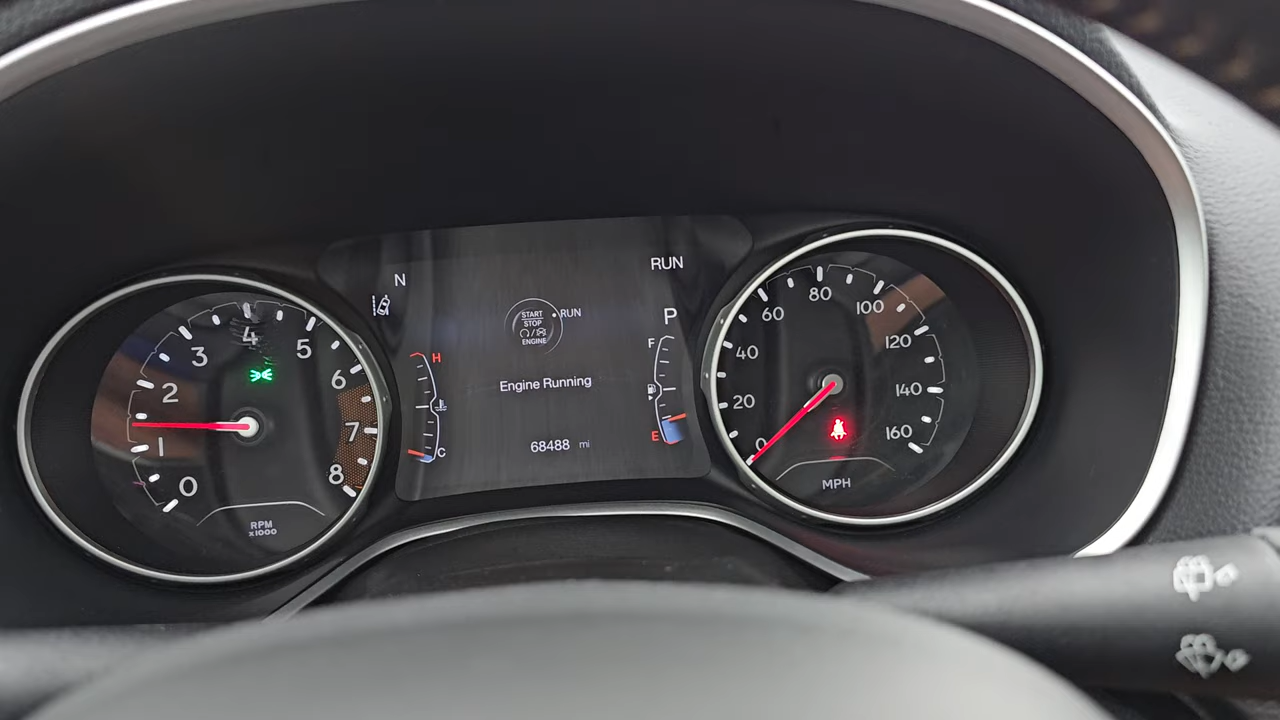 0
1
2
3
4
5
6
7
8
RPM
x1000
N
H
C
START
STOP
ENGINE
RUN
Engine Running
68488 mi
RUN
P
F
E
0
20
40
60
80
100
120
140
160
MPH